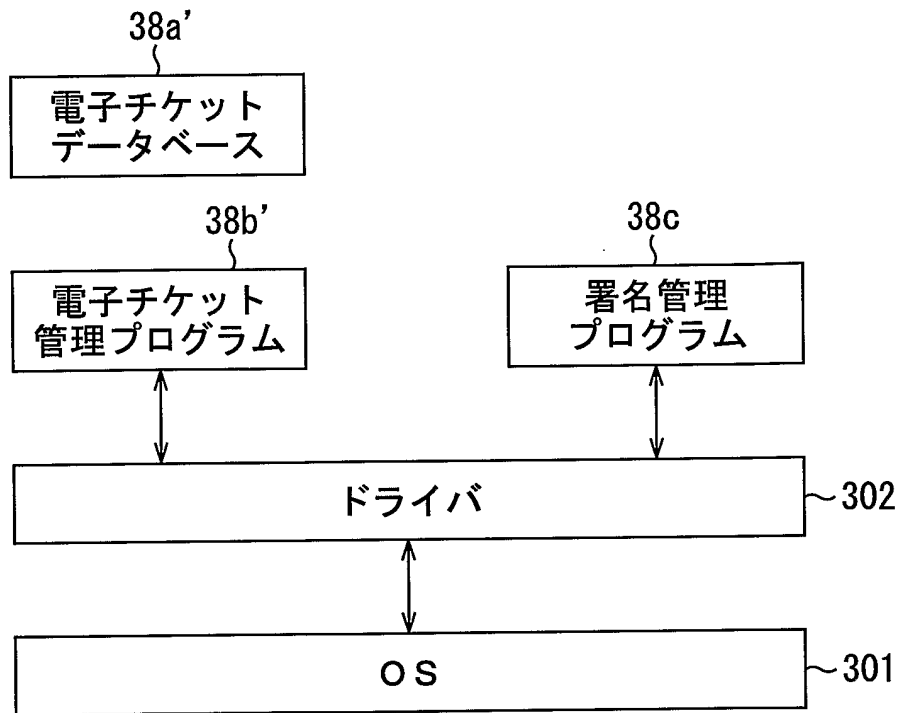 38a’
電子チケット
データベース
38b’
電子チケット
管理プログラム
38c
署名管理
プログラム
ドライバ
302
OS
301